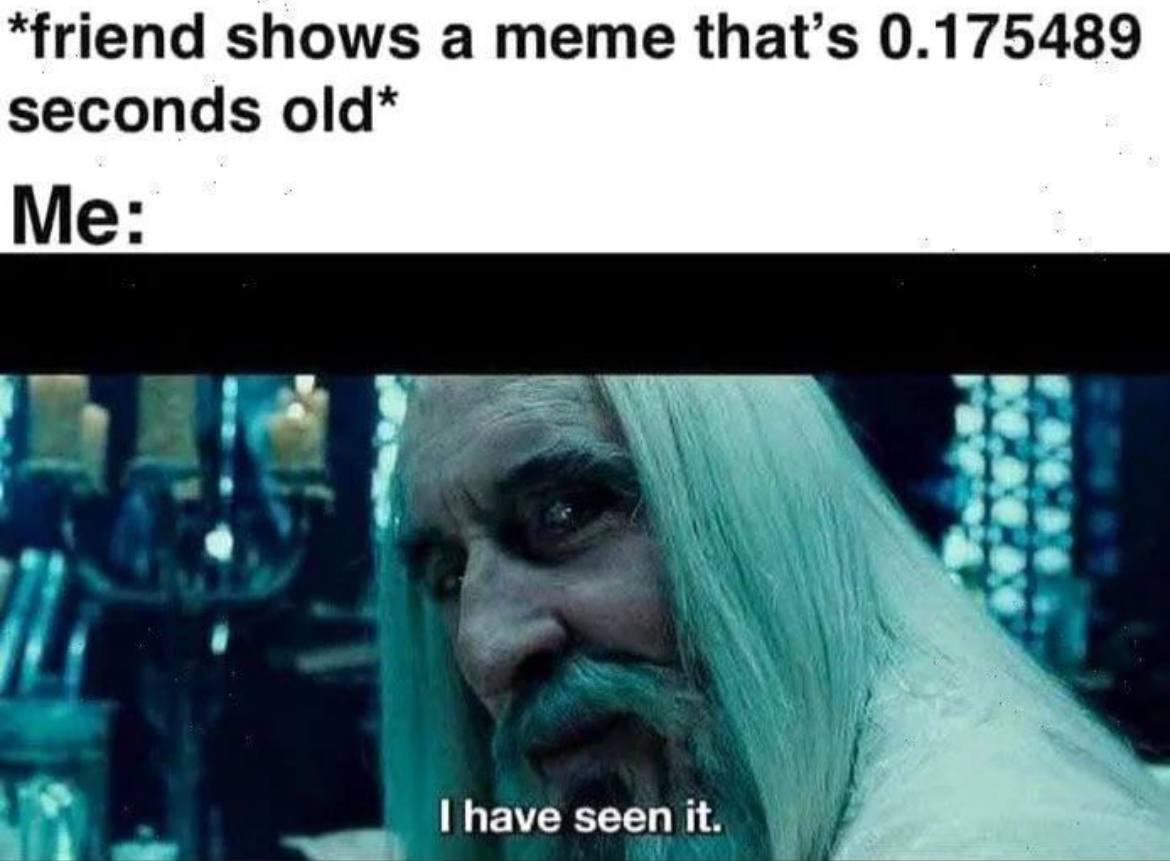 *friend shows a meme that’s 0.175489
seconds old*
Me:
I have seen it.